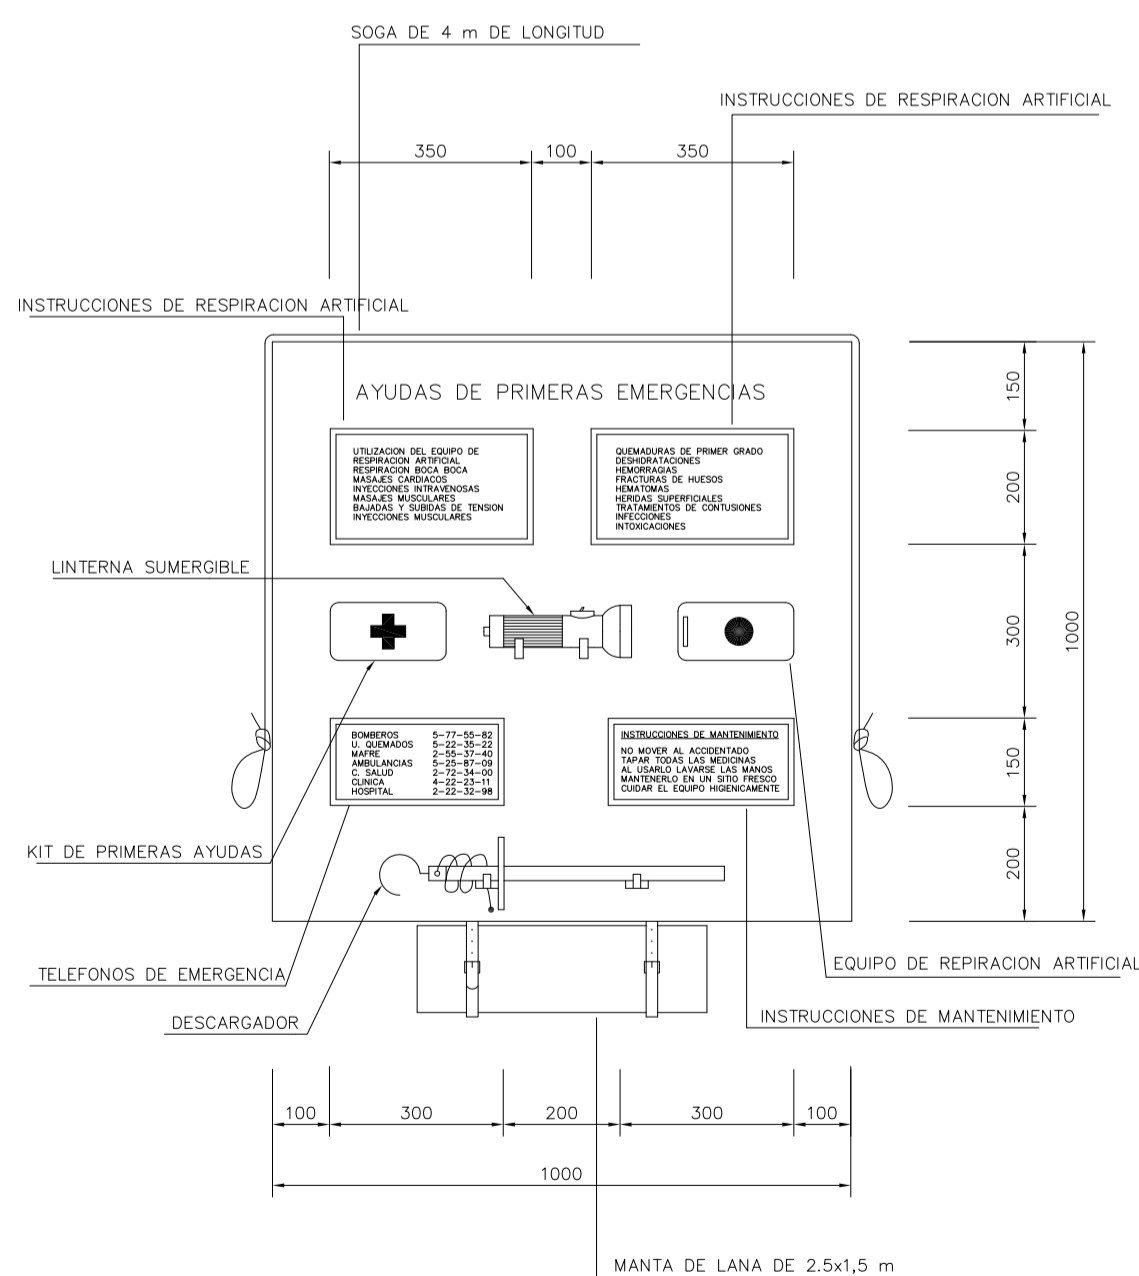 SOGA DE 4 m DE LONGITUD
INSTRUCCIONES DE RESPIRACION ARTIFICIAL
350
100
350
INSTRUCCIONES DE RESPIRACION ARTIFICIAL
AYUDAS DE PRIMERAS EMERGENCIAS
150
UTILIZACION DEL EQUIPO DE
RESPIRACION ARTIFICIAL
RESPIRACION BOCA BOCA
MASAJES CARDIACOS
INYECCIONES INTRAVENOSAS
MASAJES MUSCULARES
BAJADAS Y SUBIDAS DE TENSION
INYECCIONES MUSCULARES
QUEMADURAS DE PRIMER GRADO
DESHIDRATACIONES
HEMORRAGIAS
FRACTURAS DE HUESOS
HEMATOMAS
HERIDAS SUPERFICIALES
TRATAMIENTOS DE CONTUSIONES
INFECCIONES
INTOXICACIONES
200
LINTERNA SUMERGIBLE
300
1000
BOMBEROS 5-77-55-82
U. QUEMADOS 5-22-35-22
MAFRE 2-55-37-40
AMBULANCIAS 5-25-87-09
C. SALUD 2-72-34-00
CLINICA 4-22-23-11
HOSPITAL 2-22-32-98
INSTRUCCIONES DE MANTENIMIENTO
NO MOVER AL ACCIDENTADO
TAPAR TODAS LAS MEDICINAS
AL USARLO LAVARSE LAS MANOS
MANTENERLO EN UN SITIO FRESCO
CUIDAR EL EQUIPO HIGIENICAMENTE
150
KIT DE PRIMERAS AYUDAS
200
EQUIPO DE REPIRACION ARTIFICIAL
TELEFONOS DE EMERGENCIA
INSTRUCCIONES DE MANTENIMIENTO
DESCARGADOR
100
300
200
300
100
1000
MANTA DE LANA DE 2.5x1,5 m